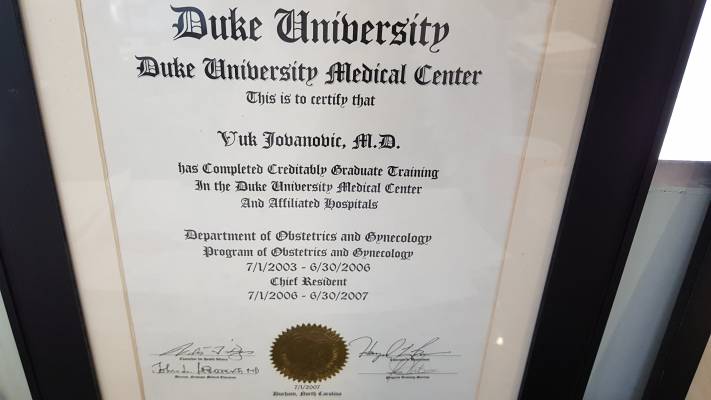 Duke University
Duke University Medical Center
This is to certify that
Vuk Jovanovic, M.D.
has Completed Creditably Graduate Training
In the Duke University Medical Center
And Affiliated Hospitals
Department of Obstetrics and Gynecology
Program of Obstetrics and Gynecology
7/1/2003 - 6/30/2006
Chief Resident
7/1/2006 - 6/30/2007
7/1/2007
Durham, North Carolina